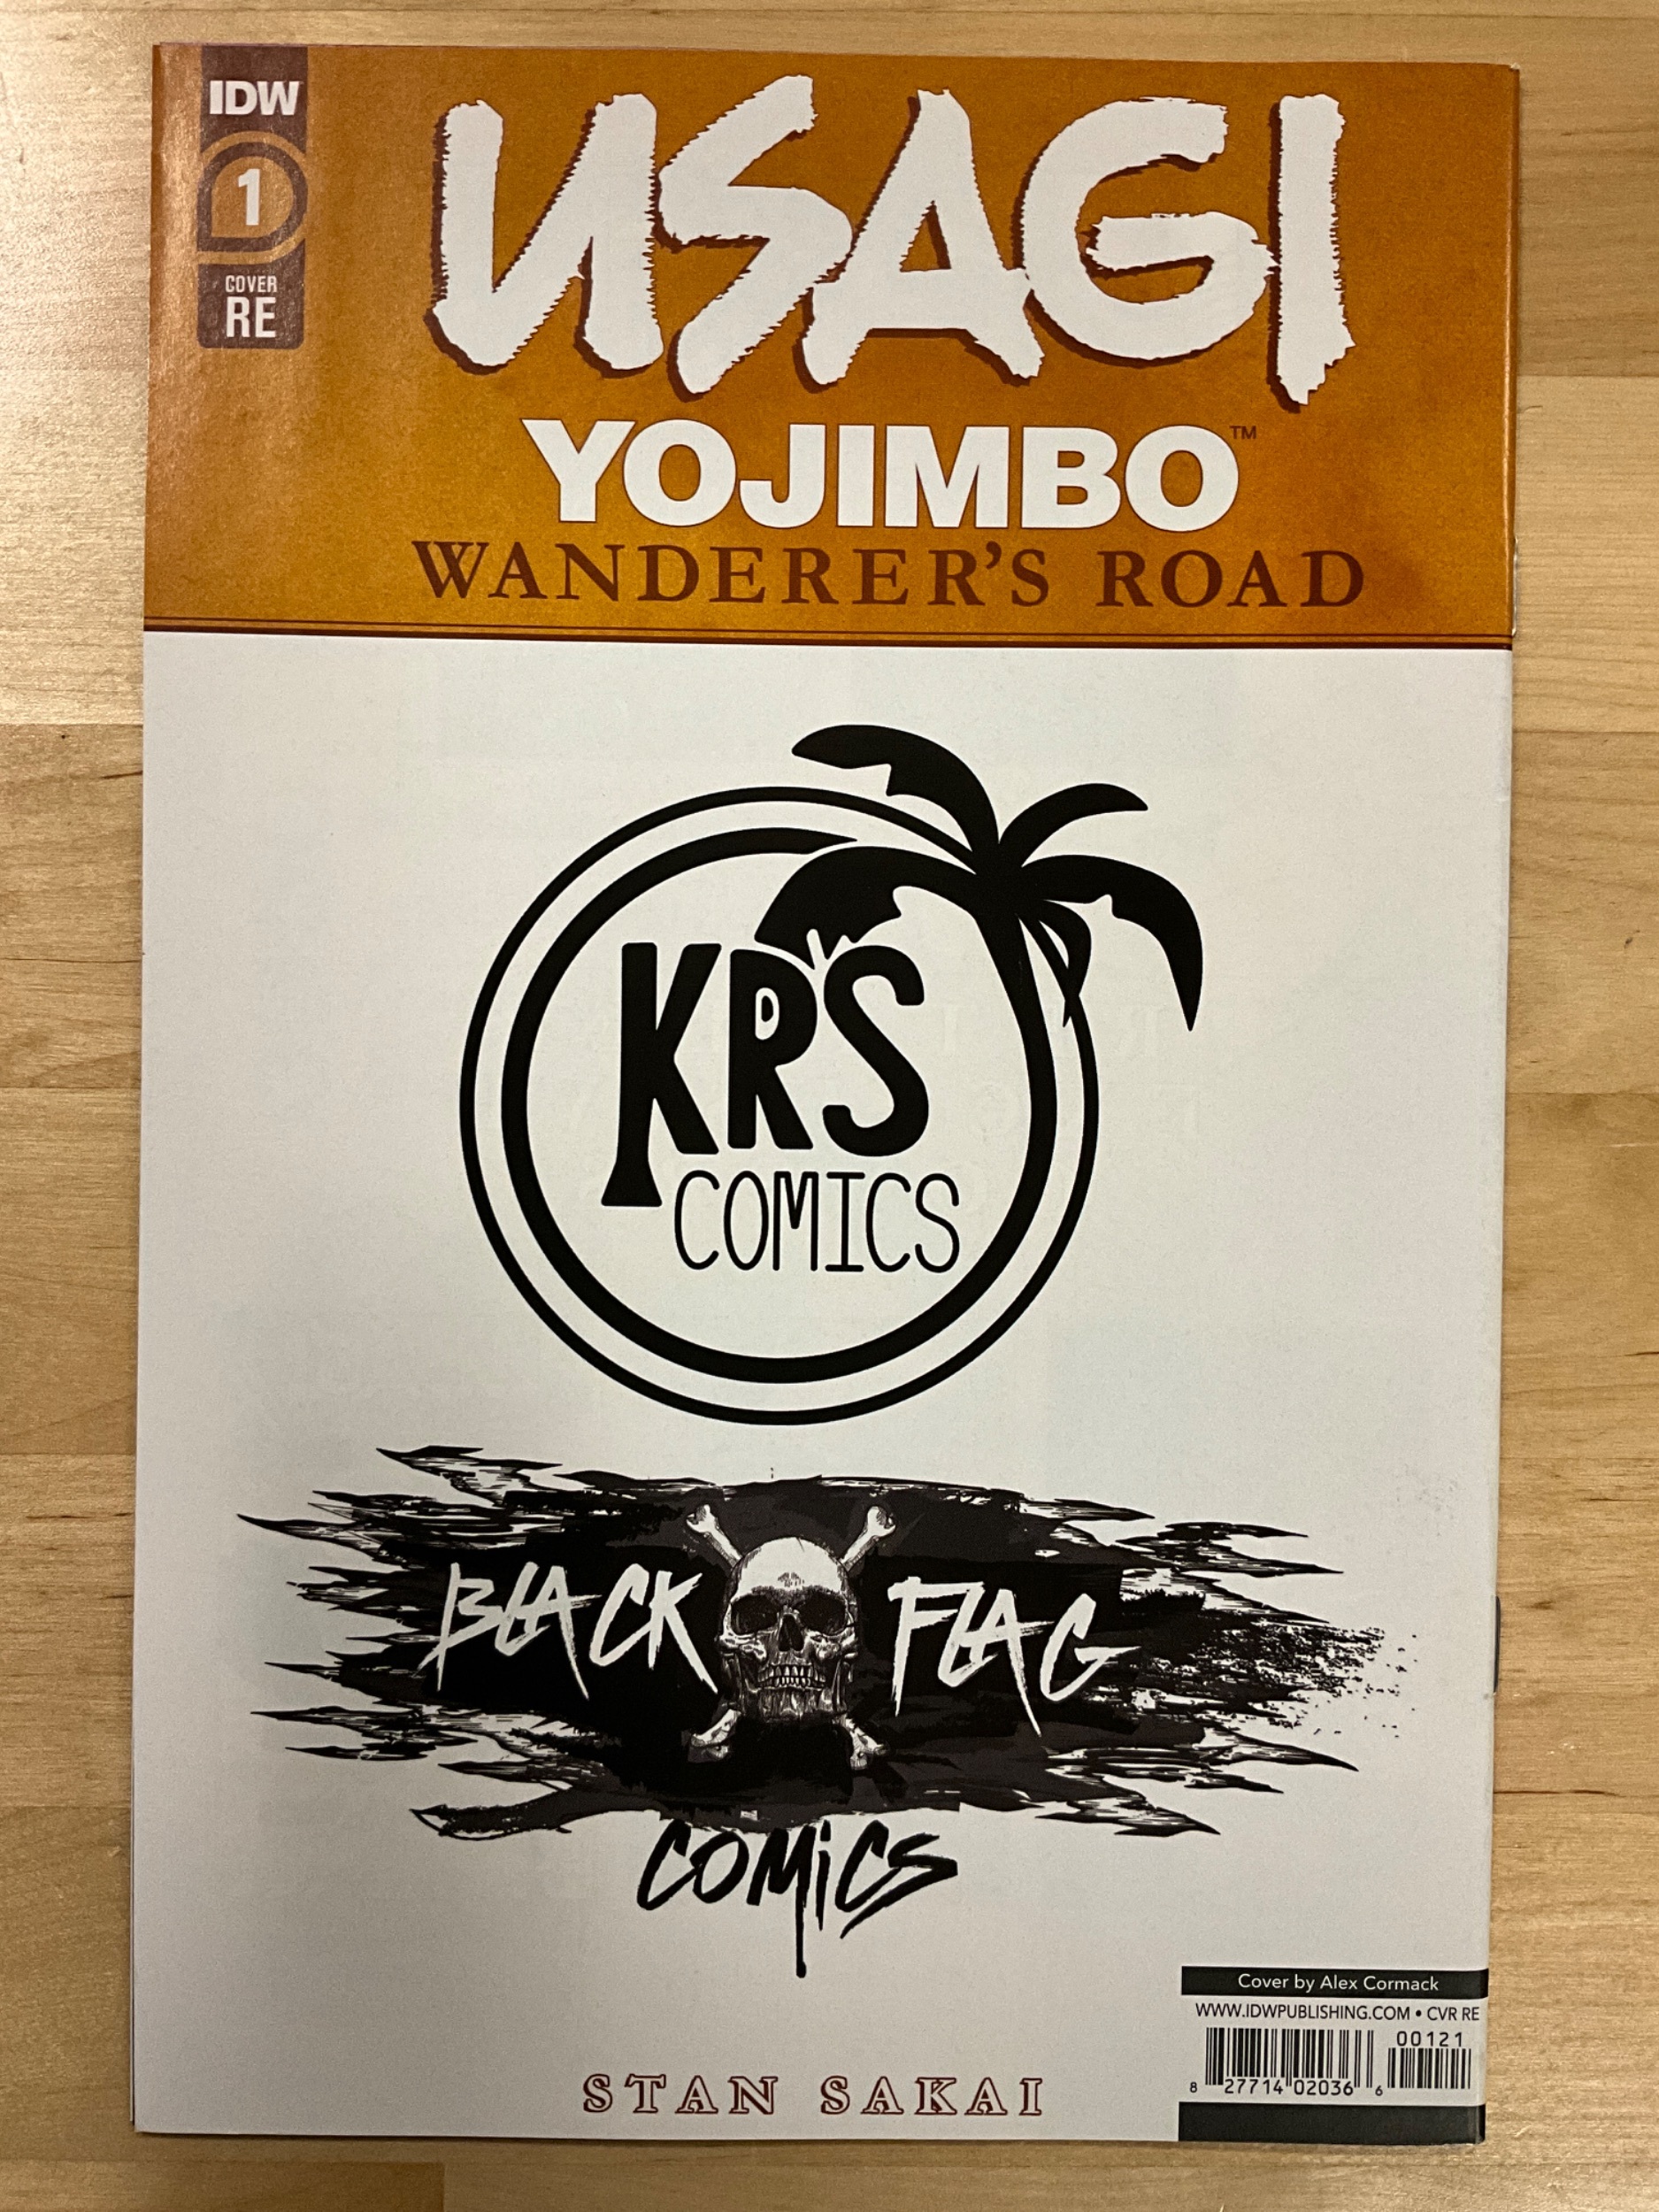 IDW
1
COVER
RE
USAGI
YOJIMBO™
WANDERER'S ROAD
KRS
COMICS
BLACK FLAG
COMICS
Cover by Alex Cormack
WWW.IDWPUBLISHING.COM • CVR RE
00121
8 27714 02036 6
STAN SAKAI